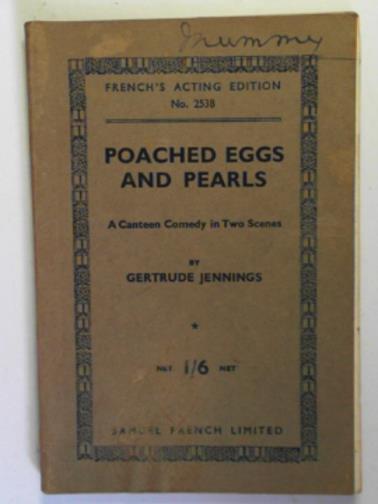 Mummy
FRENCH'S ACTING EDITION
No. 2538
POACHED EGGS
AND PEARLS
A Canteen Comedy in Two Scenes
BY
GERTRUDE JENNINGS
*
NET 1/6 NET
SAMUEL FRENCH LIMITED